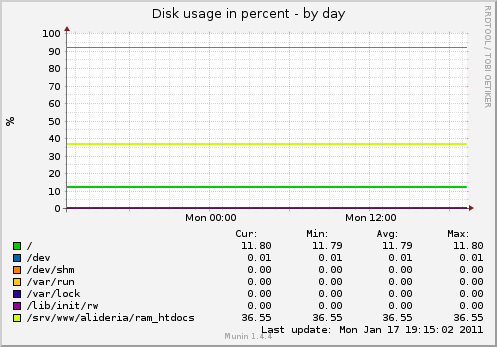 Disk usage in percent - by day
RRDTOOL / TOBI OETIKER
%
100
90
80
70
60
50
40
30
20
10
0
Mon 00:00 Mon 12:00
Cur: Min: Avg: Max:
/ 11.80 11.79 11.79 11.80
/dev 0.01 0.01 0.01 0.01
/dev/shm 0.00 0.00 0.00 0.00
/var/run 0.00 0.00 0.00 0.00
/var/lock 0.00 0.00 0.00 0.00
/lib/init/rw 0.00 0.00 0.00 0.00
/srv/www/alideria/ram_htdocs 36.55 36.55 36.55 36.55
Last update: Mon Jan 17 19:15:02 2011
Munin 1.4.4